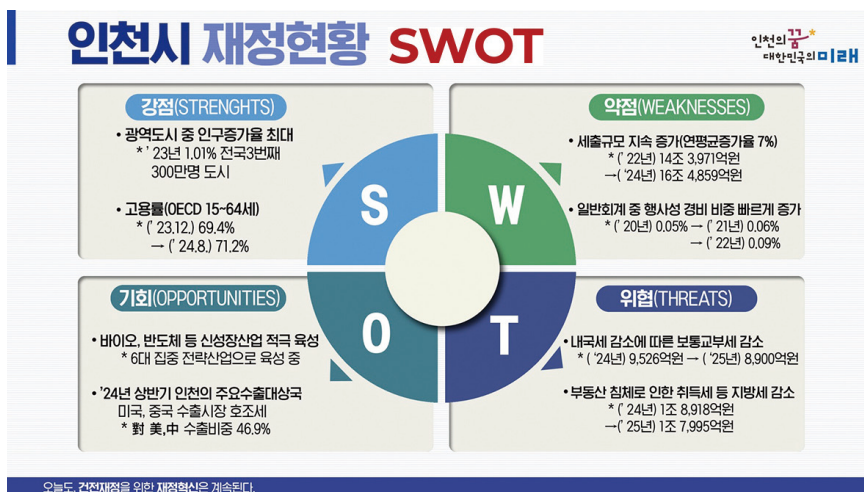 인천시 재정현황 SWOT
인천의 꿈*
대한민국의 미래
강점(STRENGHTS)
• 광역도시 중 인구증가율 최대
* ' 23년 1.01% 전국3번째
300만명 도시
• 고용률(OECD 15~64세)
* (' 23.12.) 69.4%
→ (' 24.8.) 71.2%
약점(WEAKNESSES)
• 세출규모 지속 증가(연평균증가율 7%)
* (' 22년) 14조 3,971억원
→(' 24년) 16조 4,859억원
• 일반회계 중 행사성 경비 비중 빠르게 증가
* (' 20년) 0.05% → (' 21년) 0.06%
→ (' 22년) 0.09%
S
W
O
T
기회(OPPORTUNITIES)
• 바이오, 반도체 등 신성장산업 적극 육성
* 6대 집중 전략산업으로 육성 중
• '24년 상반기 인천의 주요수출대상국
미국, 중국 수출시장 호조세
* 對 美,中 수출비중 46.9%
위협(THREATS)
• 내국세 감소에 따른 보통교부세 감소
* ( '24년) 9,526억원 → ( '25년) 8,900억원
• 부동산 침체로 인한 취득세 등 지방세 감소
* (' 24년) 1조 8,918억원
→(' 25년) 1조 7,995억원
오늘도, 건전재정을 위한 재정혁신은 계속된다.